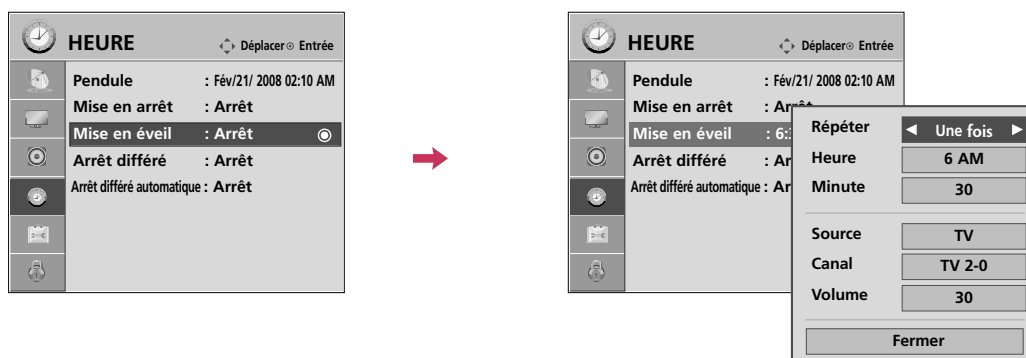 HEURE Déplacer Entrée
Pendule : Fév/21/ 2008 02:10 AM
Mise en arrêt : Arrêt
Mise en éveil : Arrêt
Arrêt différé : Arrêt
Arrêt différé automatique : Arrêt
HEURE Déplacer Entrée
Pendule : Fév/21/ 2008 02:10 AM
Mise en arrêt :
Mise en éveil : 6:
Arrêt différé : Ar
Arrêt différé automatique : Ar
Répéter Une fois
Heure 6 AM
Minute 30
Source TV
Canal TV 2-0
Volume 30
Fermer